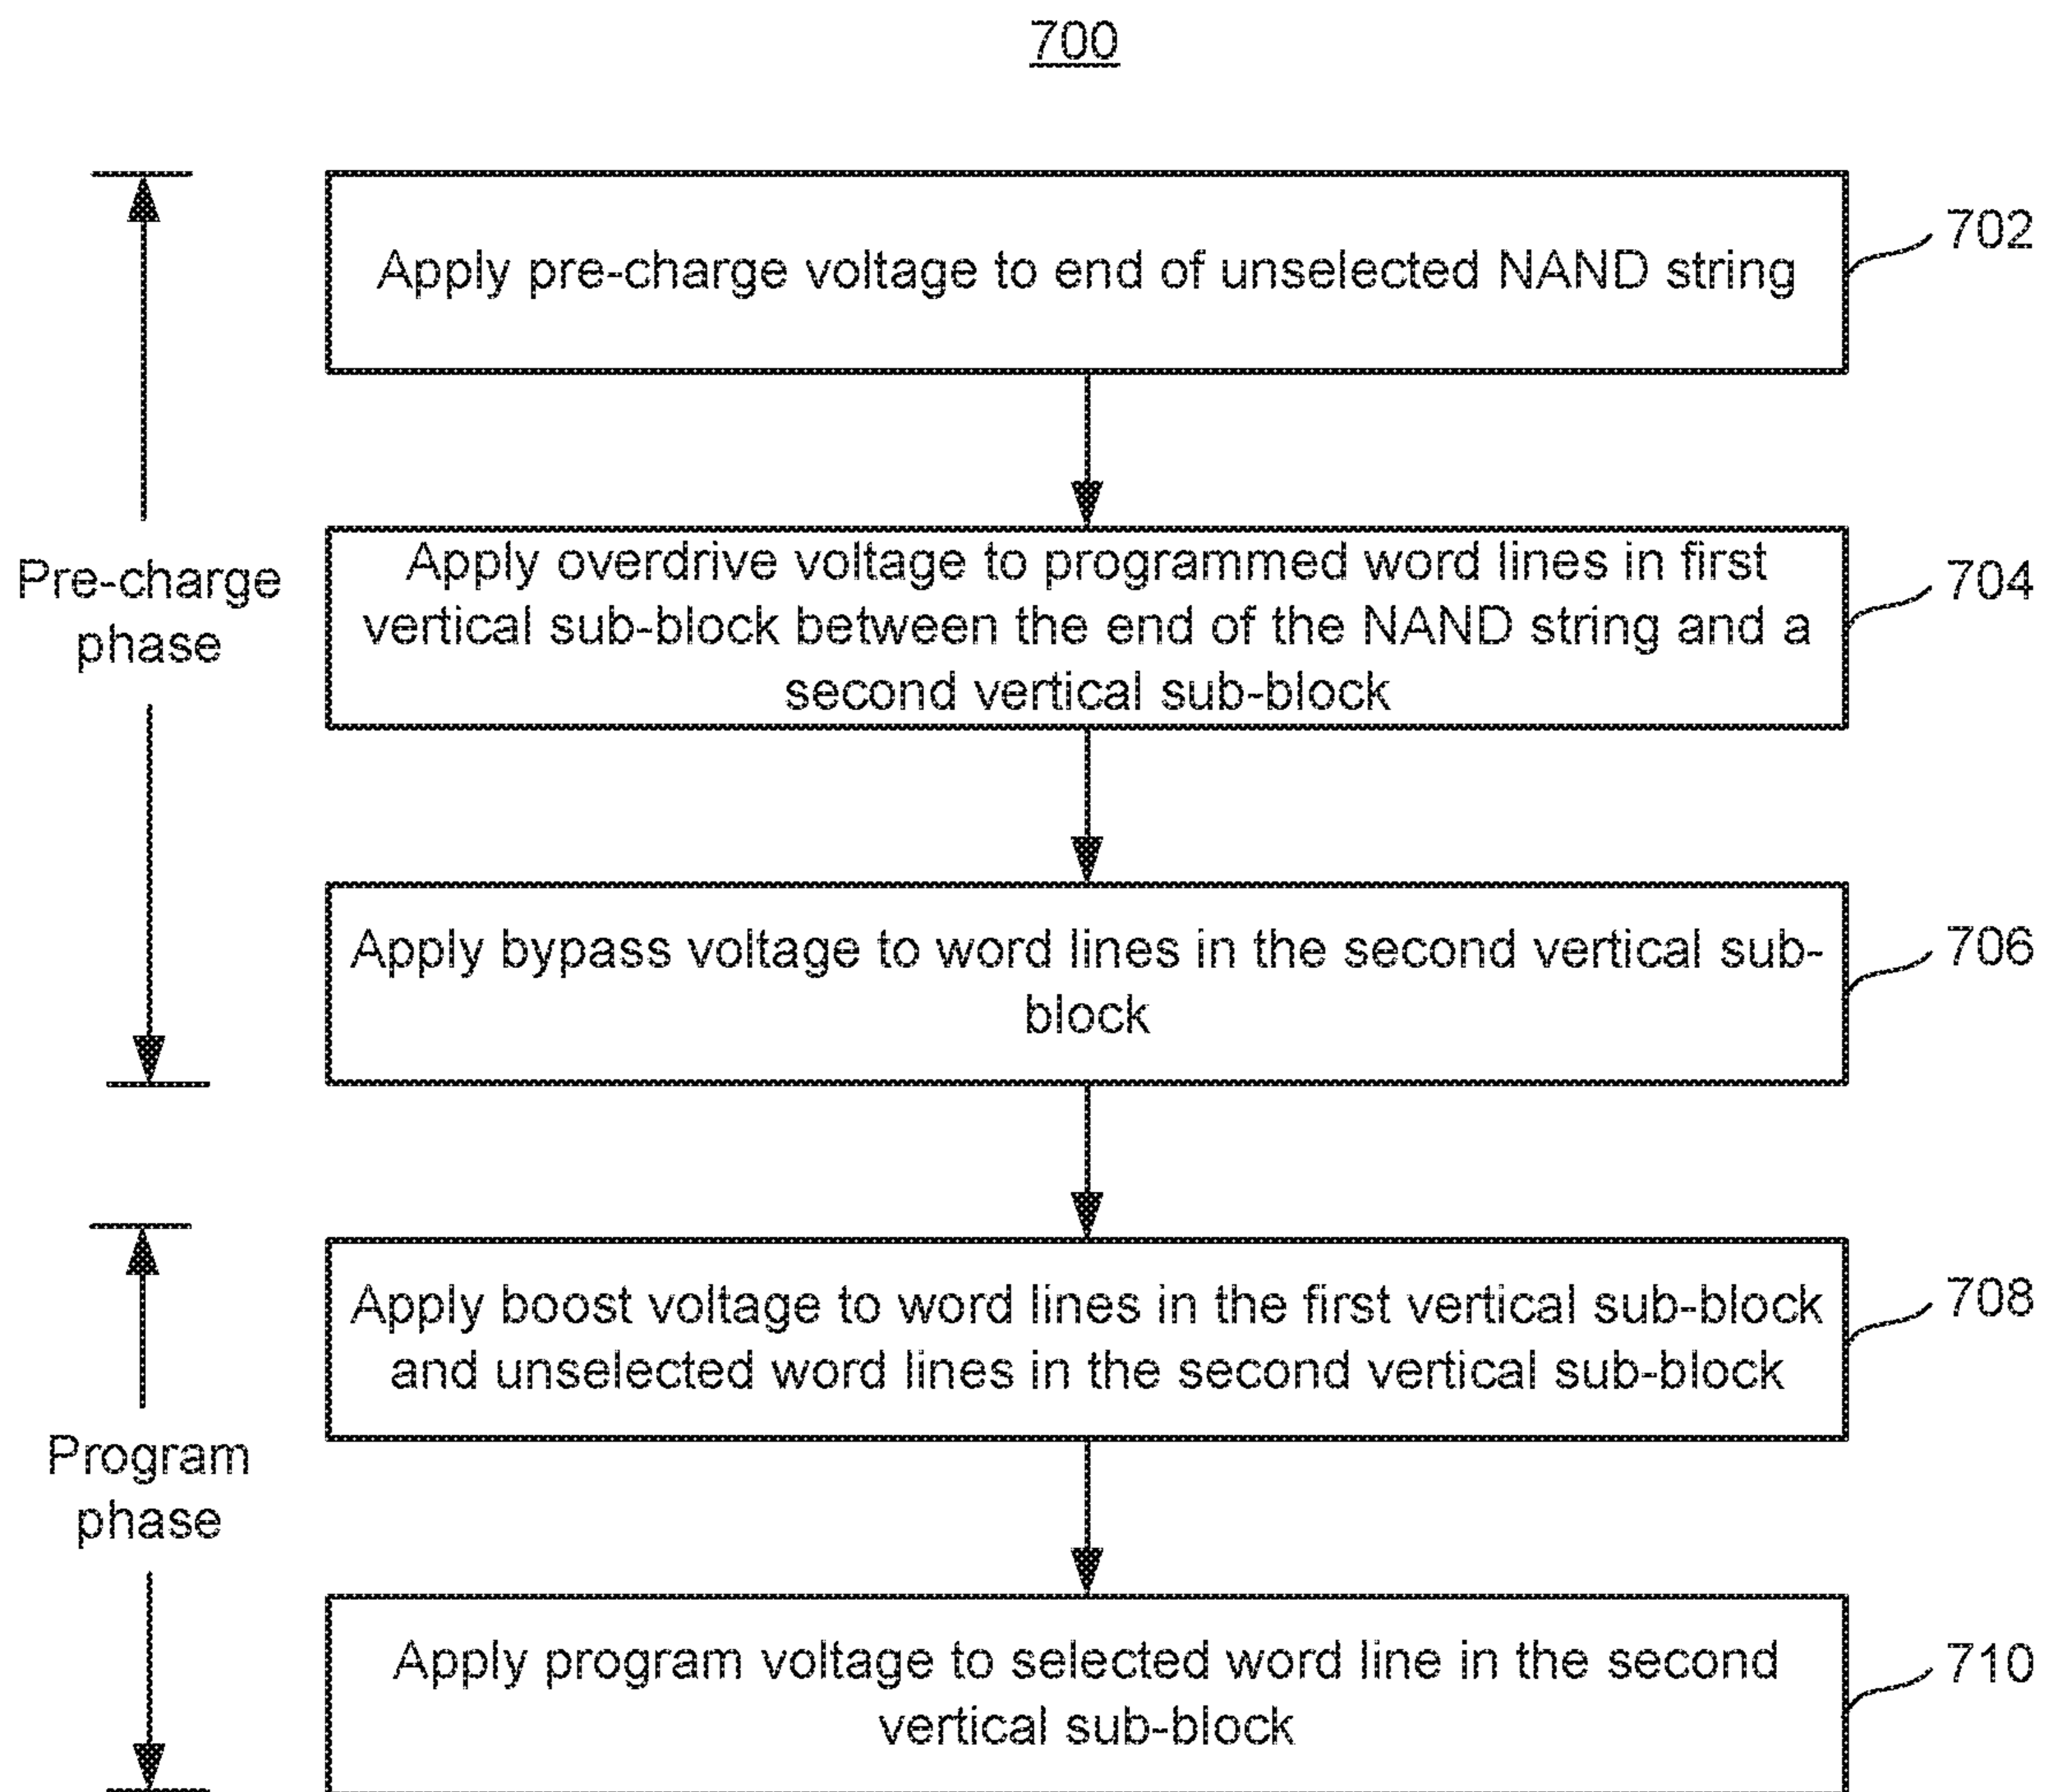 700
Apply pre-charge voltage to end of unselected NAND string
702
Pre-charge
phase
Apply overdrive voltage to programmed word lines in first
vertical sub-block between the end of the NAND string and a
second vertical sub-block
704
Apply bypass voltage to word lines in the second vertical sub-
block
706
Apply boost voltage to word lines in the first vertical sub-block
and unselected word lines in the second vertical sub-block
708
Program
phase
Apply program voltage to selected word line in the second
vertical sub-block
710